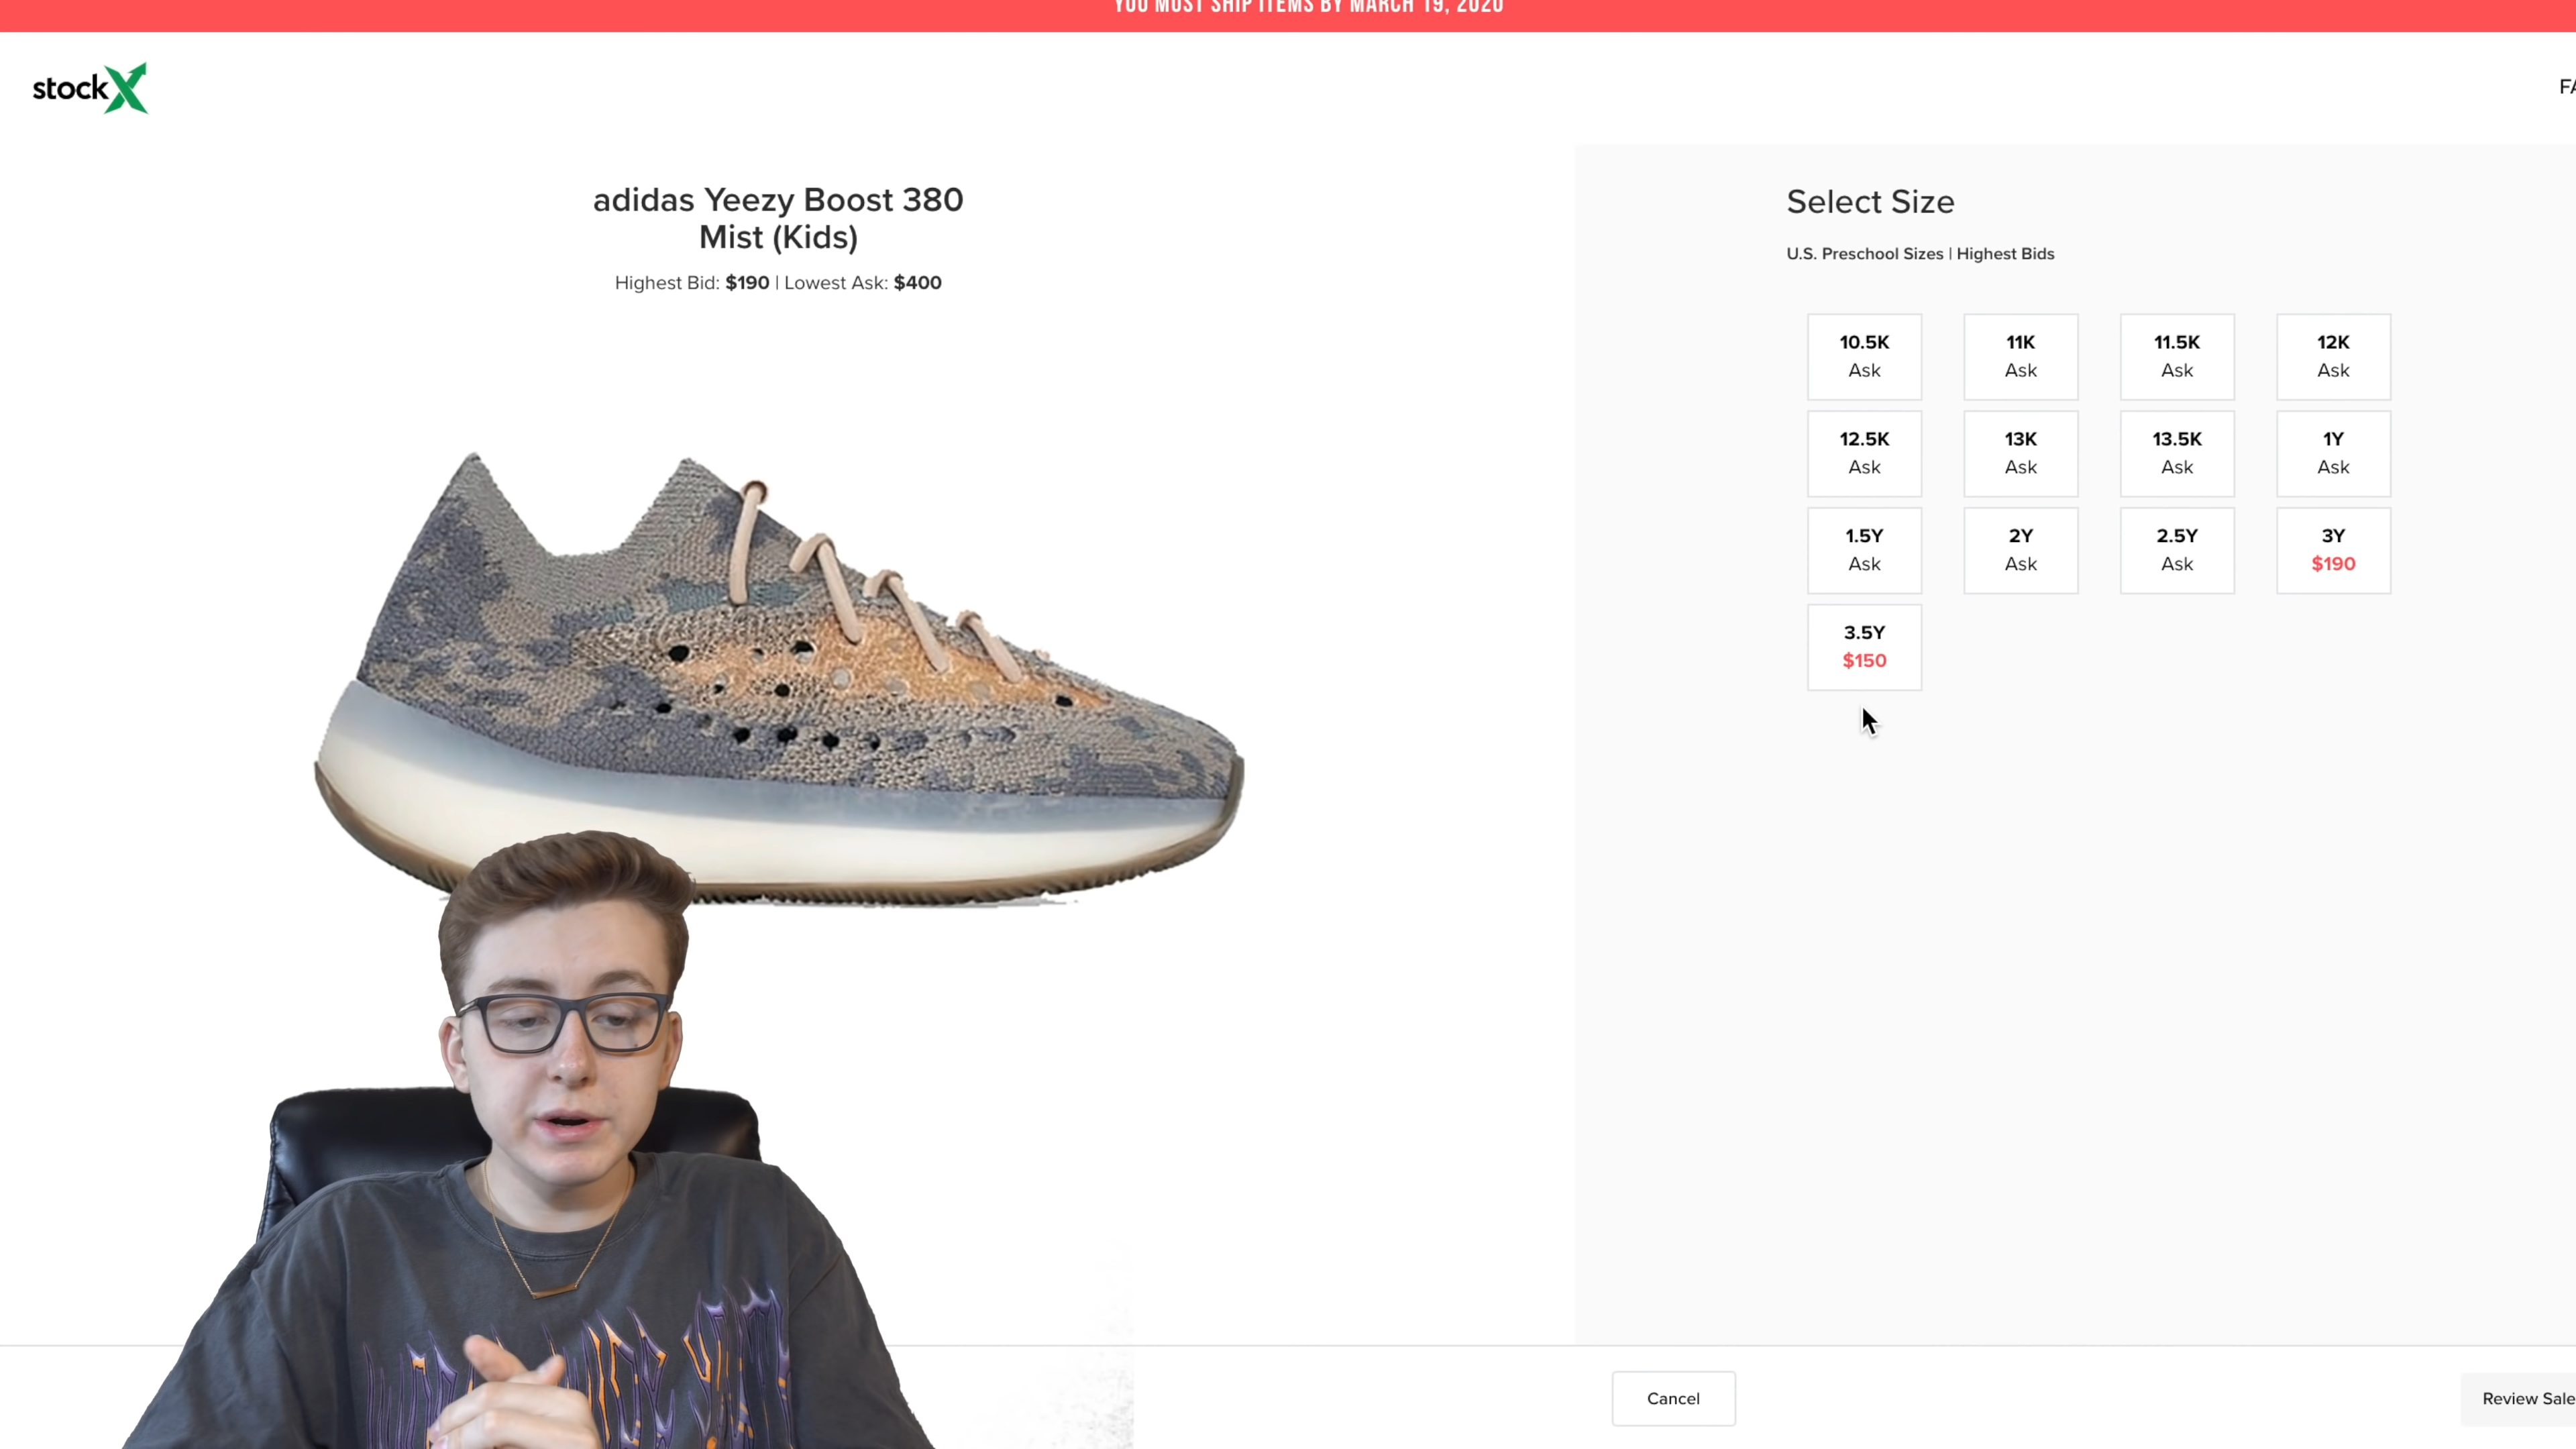 YOU MUST SHIP ITEMS BY MARCH 19, 2020
stockX
adidas Yeezy Boost 380
Mist (Kids)
Highest Bid: $190 | Lowest Ask: $400
Select Size
U.S. Preschool Sizes | Highest Bids
10.5K
Ask
11K
Ask
11.5K
Ask
12K
Ask
12.5K
Ask
13K
Ask
13.5K
Ask
1Y
Ask
1.5Y
Ask
2Y
Ask
2.5Y
Ask
3Y
$190
3.5Y
$150
Cancel
Review Sale